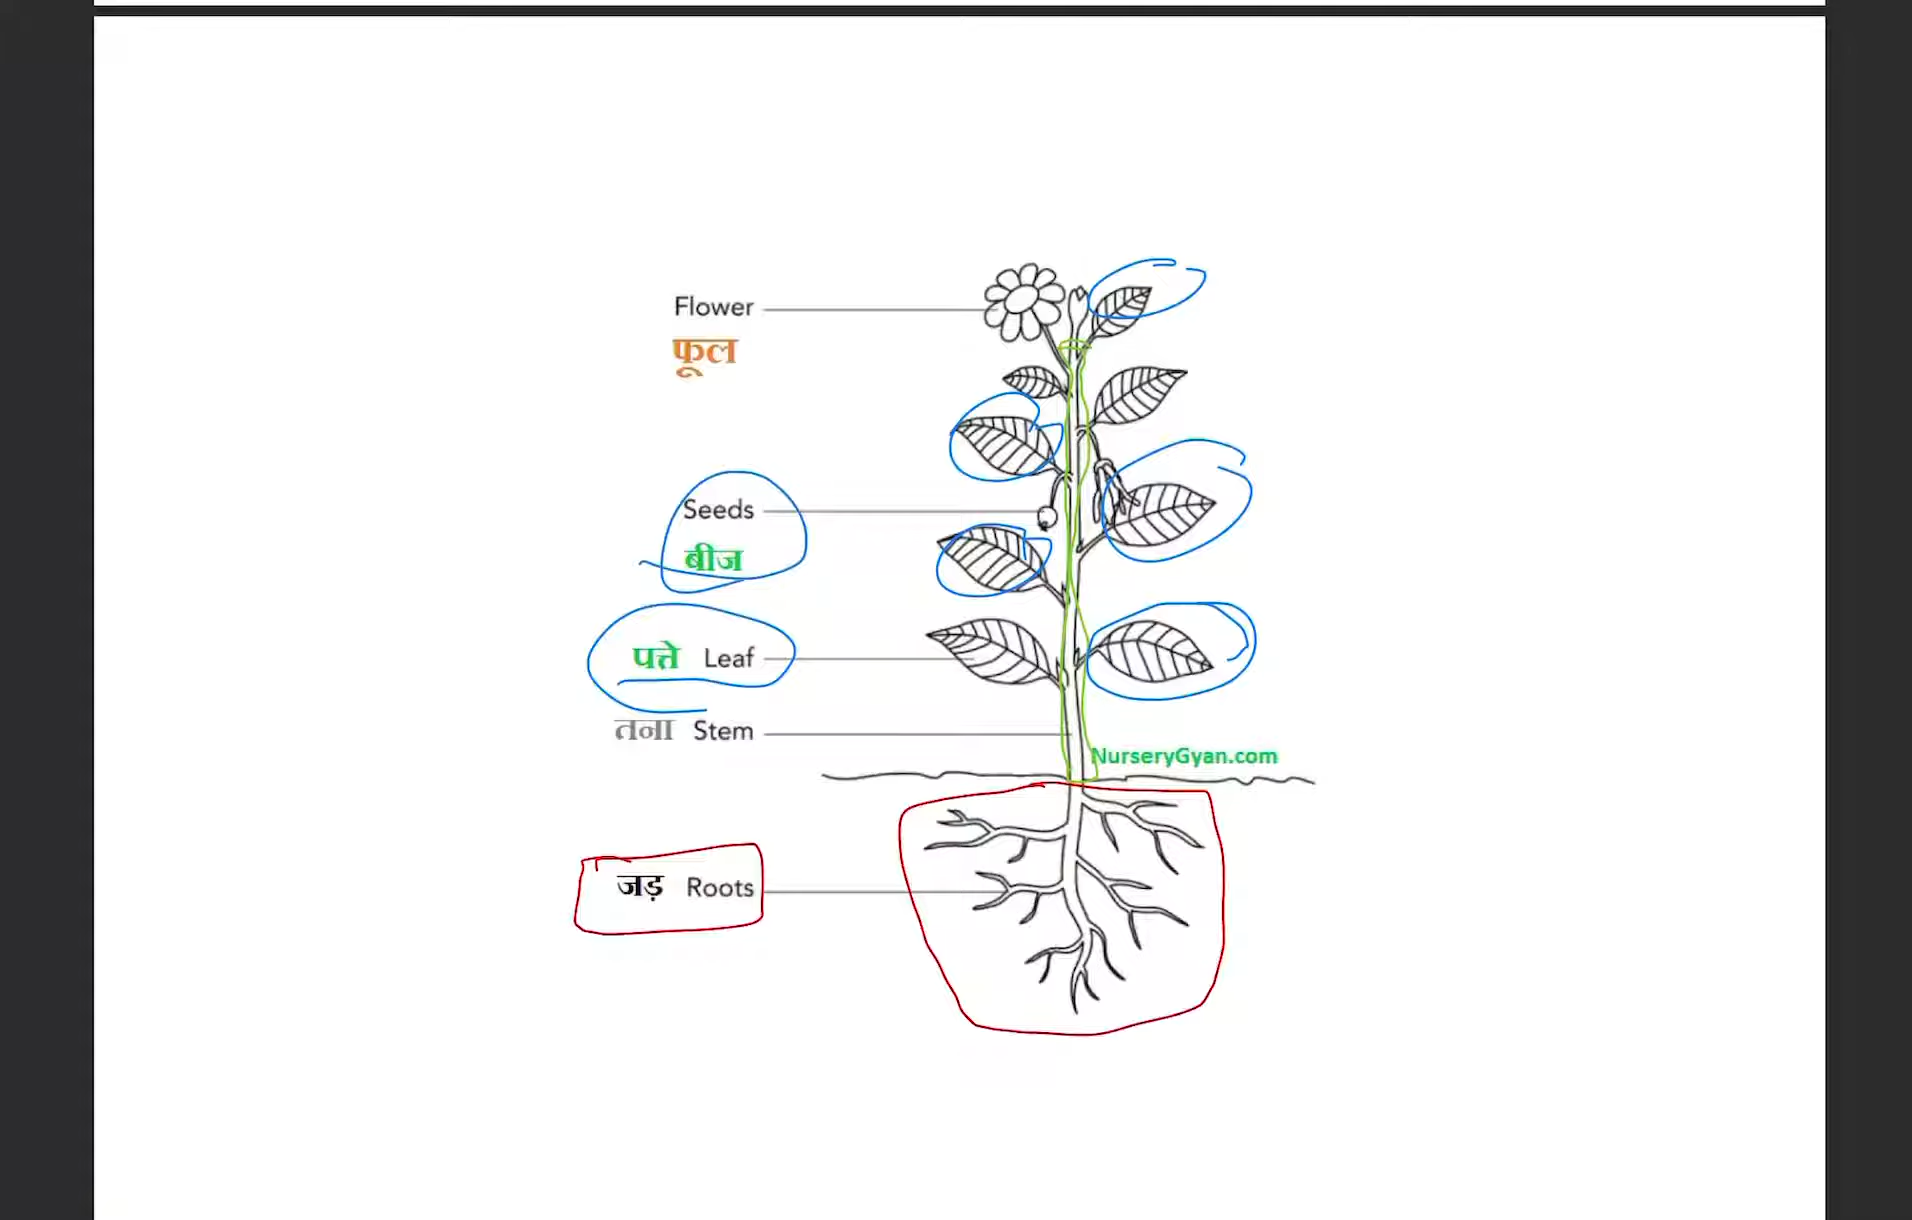 Flower
फूल
Seeds
बीज
पत्ते Leaf
तना Stem
NurseryGyan.com
जड़ Roots